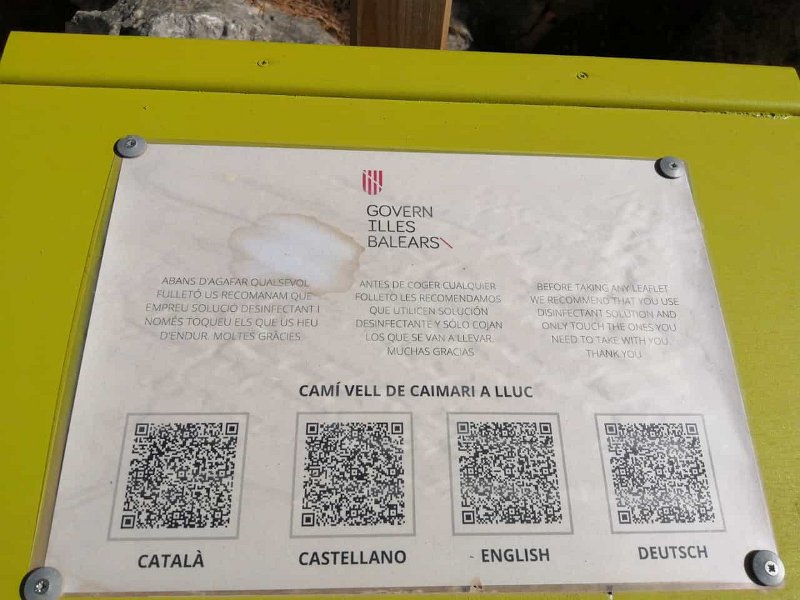 GOVERN
ILLES
BALEARS
ABANS D'AGAFAR QUALSEVOL
FULLETÓ US RECOMANAM QUE
EMPREU SOLUCIÓ DESINFECTANT I
NOMÉS TOQUEU ELS QUE US HEU
D'ENDUR. MOLTES GRÀCIES
ANTES DE COGER CUALQUIER
FOLLETO LES RECOMENDAMOS
QUE UTILICEN SOLUCIÓN
DESINFECTANTE Y SÓLO COJAN
LOS QUE SE VAN A LLEVAR.
MUCHAS GRACIAS
BEFORE TAKING ANY LEAFLET
WE RECOMMEND THAT YOU USE
DISINFECTANT SOLUTION AND
ONLY TOUCH THE ONES YOU
NEED TO TAKE WITH YOU.
THANK YOU
CAMÍ VELL DE CAIMARI A LLUC
CATALÀ
CASTELLANO
ENGLISH
DEUTSCH